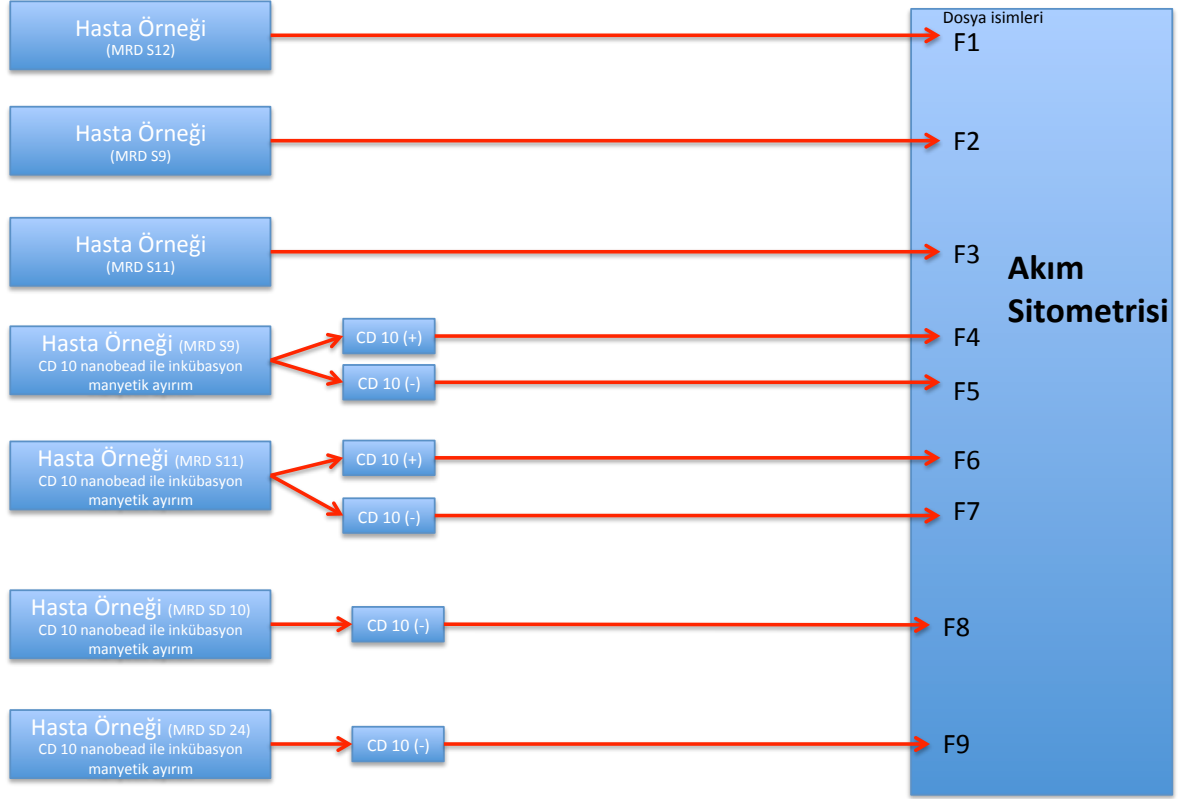 Hasta Örneği
(MRD S12)
Dosya isimleri
F1
Hasta Örneği
(MRD S9)
F2
Hasta Örneği
(MRD S11)
F3
Akım
Sitometrisi
Hasta Örneği (MRD S9)
CD 10 nanobead ile inkübasyon
manyetik ayırım
CD 10 (+)
F4
CD 10 (-)
F5
Hasta Örneği (MRD S11)
CD 10 nanobead ile inkübasyon
manyetik ayırım
CD 10 (+)
F6
CD 10 (-)
F7
Hasta Örneği (MRD SD 10)
CD 10 nanobead ile inkübasyon
manyetik ayırım
CD 10 (-)
F8
Hasta Örneği (MRD SD 24)
CD 10 nanobead ile inkübasyon
manyetik ayırım
CD 10 (-)
F9